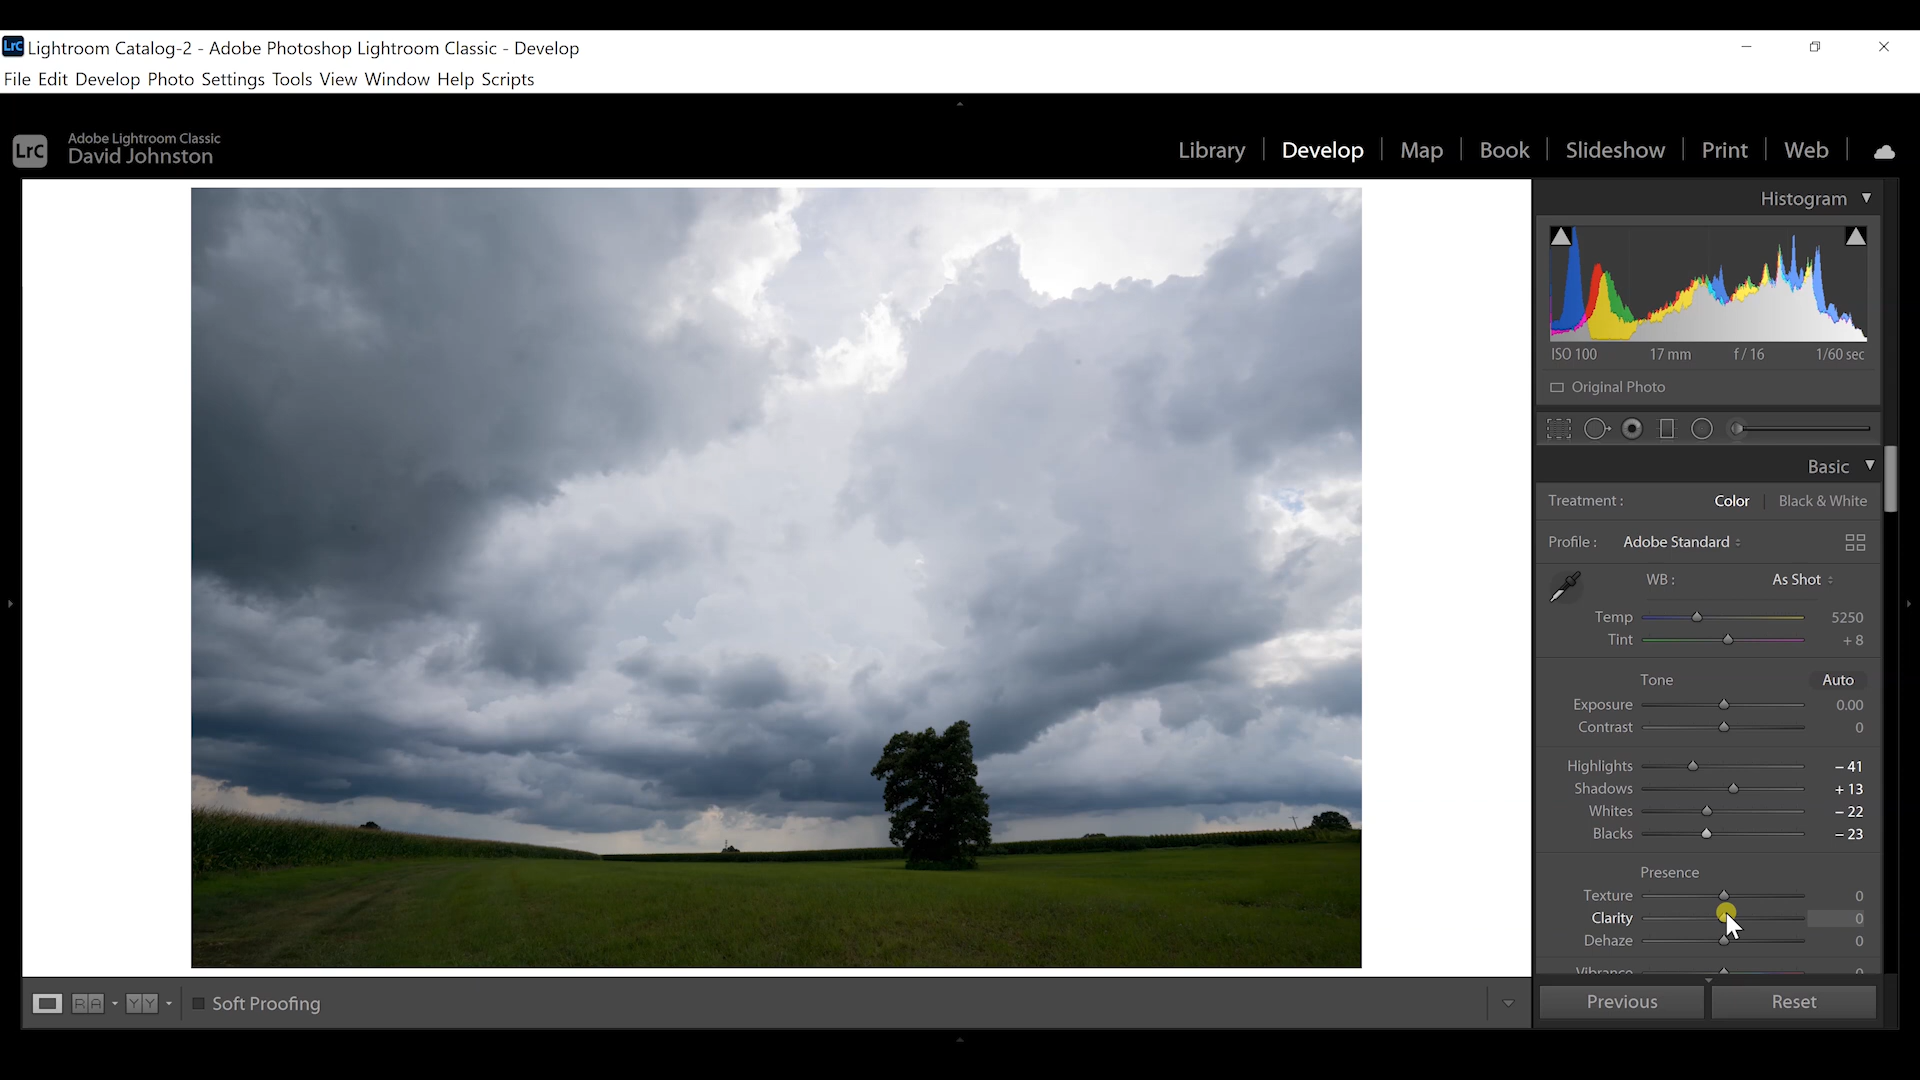 LrC Lightroom Catalog-2 - Adobe Photoshop Lightroom Classic - Develop
File Edit Develop Photo Settings Tools View Window Help Scripts
LrC
Adobe Lightroom Classic
David Johnston
Library | Develop | Map | Book | Slideshow | Print | Web
Histogram
ISO 100 17 mm f / 16 1/60 sec
Original Photo
Basic
Treatment : Color Black & White
Profile : Adobe Standard
WB : As Shot
Temp 5250
Tint + 8
Tone Auto
Exposure 0.00
Contrast 0
Highlights – 41
Shadows + 13
Whites – 22
Blacks – 23
Presence
Texture 0
Clarity 0
Dehaze 0
Vibrance 0
R A Y Y Soft Proofing
Previous Reset